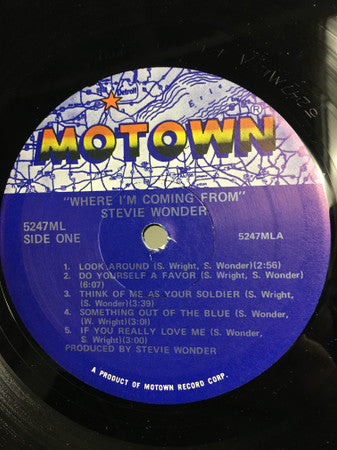 Detroit
MOTOWN®
"WHERE I'M COMING FROM"
STEVIE WONDER
5247ML
SIDE ONE
5247MLA
1. LOOK AROUND (S. Wright, S. Wonder)(2:56)
2. DO YOURSELF A FAVOR (S. Wright, S. Wonder)
(6:07)
3. THINK OF ME AS YOUR SOLDIER (S. Wright,
S. Wonder)(3:39)
4. SOMETHING OUT OF THE BLUE (S. Wonder,
W. Wright)(3:01)
5. IF YOU REALLY LOVE ME (S. Wonder,
S. Wright)(3:00)
PRODUCED BY STEVIE WONDER
A PRODUCT OF MOTOWN RECORD CORP.